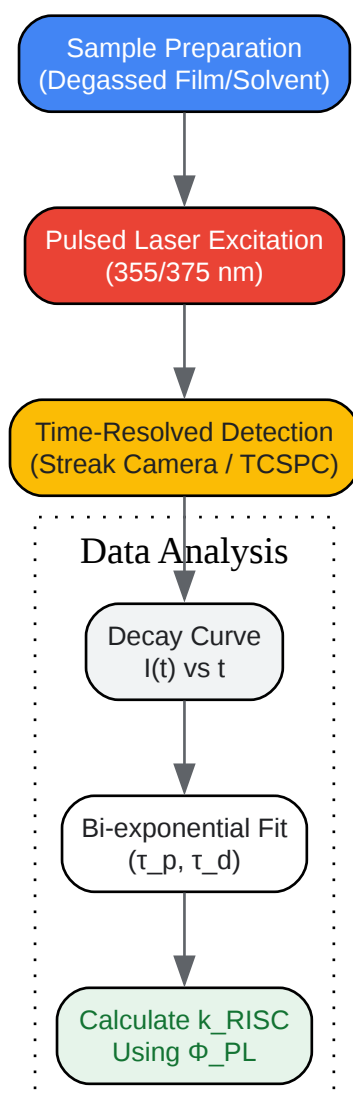 Sample Preparation
(Degassed Film/Solvent)
Pulsed Laser Excitation
(355/375 nm)
Time-Resolved Detection
(Streak Camera / TCSPC)
Data Analysis
Decay Curve
I(t) vs t
Bi-exponential Fit
(τ_p, τ_d)
Calculate k_RISC
Using Φ_PL